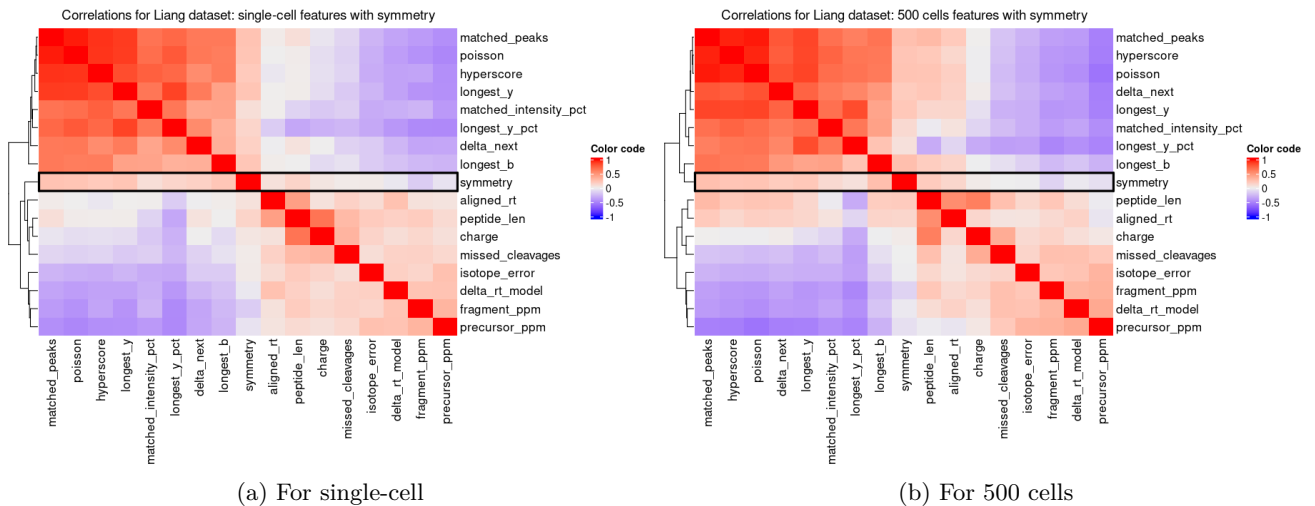 Correlations for Liang dataset: single-cell features with symmetry
matched_peaks
poisson
hyperscore
longest_y
matched_intensity_pct
longest_y_pct
delta_next
longest_b
symmetry
aligned_rt
peptide_len
charge
missed_cleavages
isotope_error
delta_rt_model
fragment_ppm
precursor_ppm
matched_peaks
poisson
hyperscore
longest_y
matched_intensity_pct
longest_y_pct
delta_next
longest_b
symmetry
aligned_rt
peptide_len
charge
missed_cleavages
isotope_error
delta_rt_model
fragment_ppm
precursor_ppm
Color code
1
0.5
0
-0.5
-1
(a) For single-cell
Correlations for Liang dataset: 500 cells features with symmetry
matched_peaks
hyperscore
poisson
delta_next
longest_y
matched_intensity_pct
longest_y_pct
longest_b
symmetry
peptide_len
aligned_rt
charge
missed_cleavages
isotope_error
fragment_ppm
delta_rt_model
precursor_ppm
matched_peaks
hyperscore
poisson
delta_next
longest_y
matched_intensity_pct
longest_y_pct
longest_b
symmetry
peptide_len
aligned_rt
charge
missed_cleavages
isotope_error
fragment_ppm
delta_rt_model
precursor_ppm
Color code
1
0.5
0
-0.5
-1
(b) For 500 cells